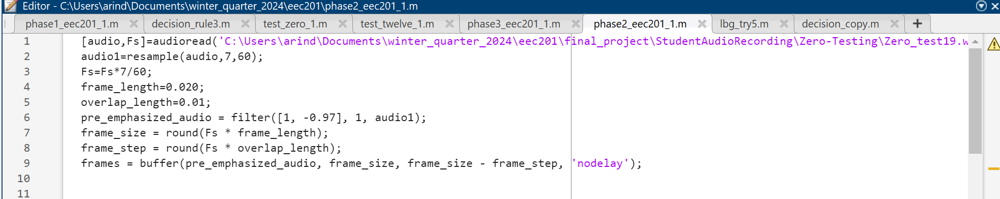 Editor - C:\Users\arind\Documents\winter_quarter_2024\eec201\phase2_eec201_1.m
phase1_eec201_1.m decision_rule3.m test_zero_1.m test_twelve_1.m phase3_eec201_1.m phase2_eec201_1.m lbg_try5.m decision_copy.m +
1 [audio,Fs]=audioread('C:\Users\arind\Documents\winter_quarter_2024\eec201\final_project\StudentAudioRecording\Zero-Testing\Zero_test19.w
2 audio1=resample(audio,7,60);
3 Fs=Fs*7/60;
4 frame_length=0.020;
5 overlap_length=0.01;
6 pre_emphasized_audio = filter([1, -0.97], 1, audio1);
7 frame_size = round(Fs * frame_length);
8 frame_step = round(Fs * overlap_length);
9 frames = buffer(pre_emphasized_audio, frame_size, frame_size - frame_step, 'nodelay');
10
11